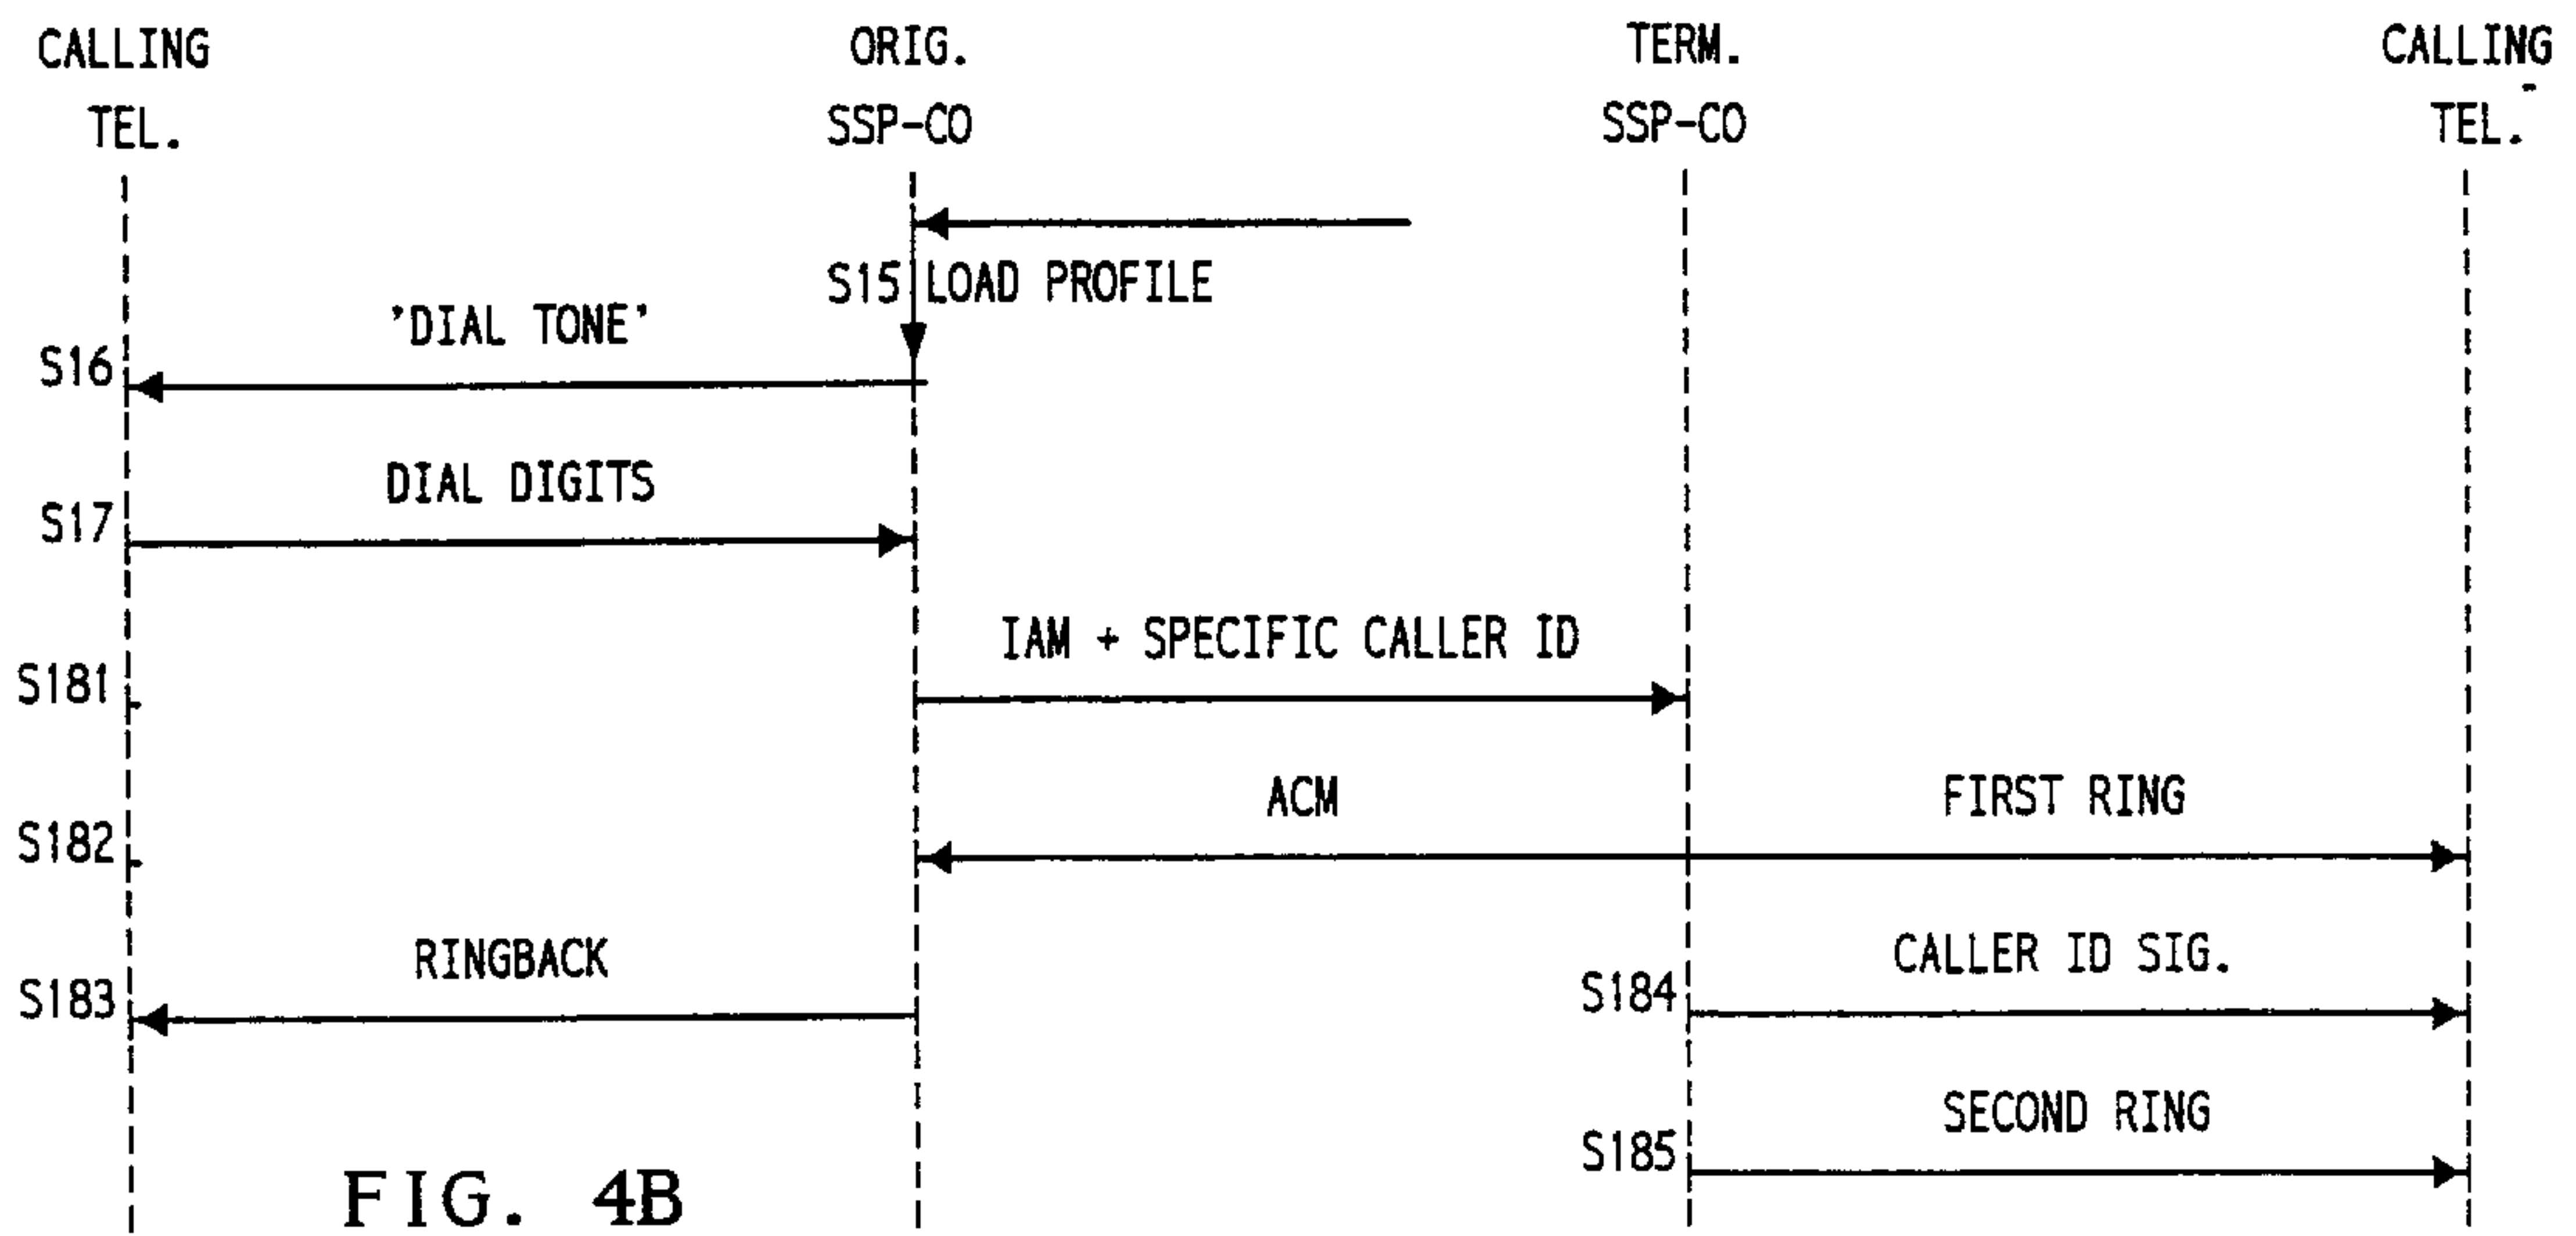 CALLING ORIG. TERM. CALLING
TEL. SSP-CO SSP-CO TEL.
S15 LOAD PROFILE
'DIAL TONE'
S16
DIAL DIGITS
S17
IAM + SPECIFIC CALLER ID
S181
ACM FIRST RING
S182
RINGBACK CALLER ID SIG.
S183 S184
SECOND RING
S185
FIG. 4B